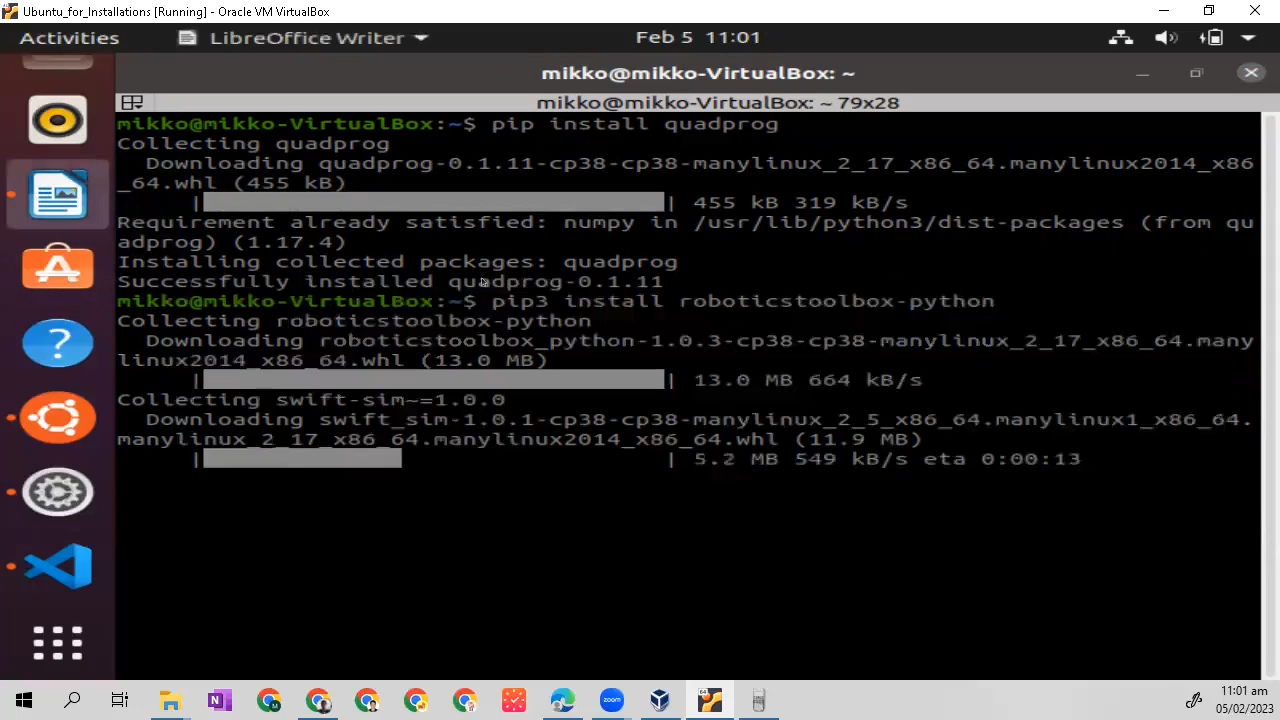 Ubuntu_for_Installations [Running] - Oracle VM VirtualBox
Activities LibreOffice Writer Feb 5 11:01
mikko@mikko-VirtualBox: ~
mikko@mikko-VirtualBox: ~ 79x28
mikko@mikko-VirtualBox:~$ pip install quadprog
Collecting quadprog
Downloading quadprog-0.1.11-cp38-cp38-manylinux_2_17_x86_64.manylinux2014_x86
_64.whl (455 kB)
| | 455 kB 319 kB/s
Requirement already satisfied: numpy in /usr/lib/python3/dist-packages (from qu
adprog) (1.17.4)
Installing collected packages: quadprog
Successfully installed quadprog-0.1.11
mikko@mikko-VirtualBox:~$ pip3 install roboticstoolbox-python
Collecting roboticstoolbox-python
Downloading roboticstoolbox_python-1.0.3-cp38-cp38-manylinux_2_17_x86_64.many
linux2014_x86_64.whl (13.0 MB)
| | 13.0 MB 664 kB/s
Collecting swift-sim~=1.0.0
Downloading swift_sim-1.0.1-cp38-cp38-manylinux_2_5_x86_64.manylinux1_x86_64.
manylinux_2_17_x86_64.manylinux2014_x86_64.whl (11.9 MB)
| | 5.2 MB 549 kB/s eta 0:00:13
zoom
64
11:01 am
05/02/2023